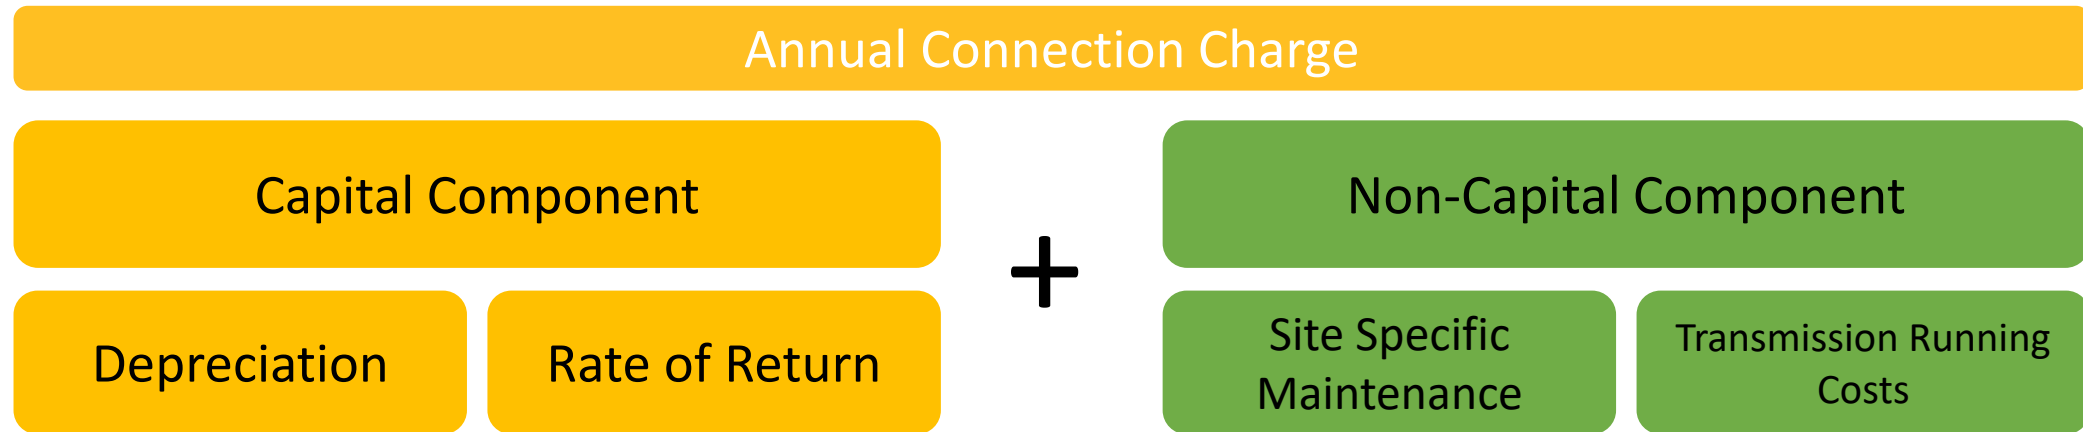 Annual Connection Charge
Capital Component
+
Non-Capital Component
Depreciation
Rate of Return
Site Specific
Maintenance
Transmission Running
Costs